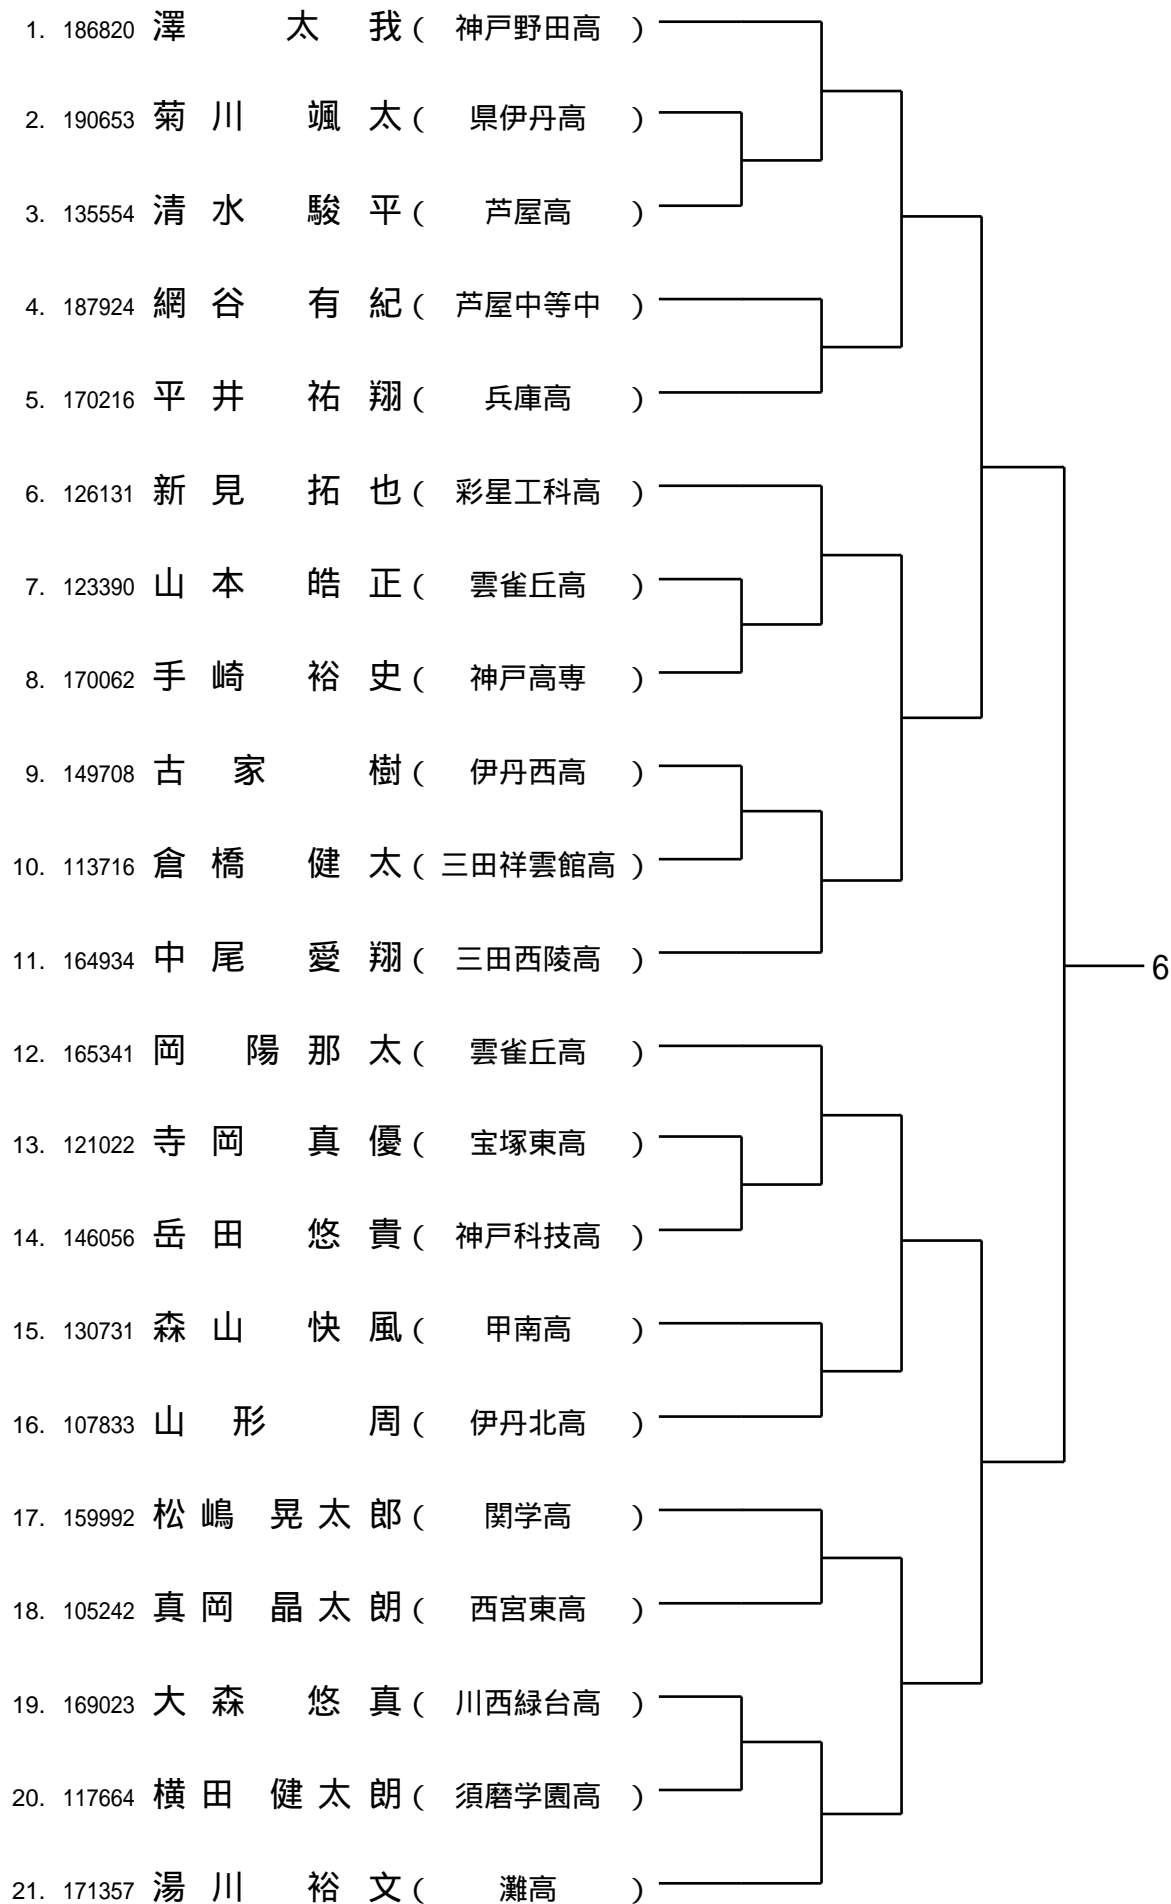 1. 186820 澤 太 我 ( 神戸野田高 )
2. 190653 菊 川 颯 太 ( 県伊丹高 )
3. 135554 清 水 駿 平 ( 芦屋高 )
4. 187924 網 谷 有 紀 ( 芦屋中等中 )
5. 170216 平 井 祐 翔 ( 兵庫高 )
6. 126131 新 見 拓 也 ( 彩星工科高 )
7. 123390 山 本 皓 正 ( 雲雀丘高 )
8. 170062 手 崎 裕 史 ( 神戸高専 )
9. 149708 古 家 樹 ( 伊丹西高 )
10. 113716 倉 橋 健 太 ( 三田祥雲館高 )
11. 164934 中 尾 愛 翔 ( 三田西陵高 )
6
12. 165341 岡 陽 那 太 ( 雲雀丘高 )
13. 121022 寺 岡 真 優 ( 宝塚東高 )
14. 146056 岳 田 悠 貴 ( 神戸科技高 )
15. 130731 森 山 快 風 ( 甲南高 )
16. 107833 山 形 周 ( 伊丹北高 )
17. 159992 松 嶋 晃 太 郎 ( 関学高 )
18. 105242 真 岡 晶 太 朗 ( 西宮東高 )
19. 169023 大 森 悠 真 ( 川西緑台高 )
20. 117664 横 田 健 太 朗 ( 須磨学園高 )
21. 171357 湯 川 裕 文 ( 灘高 )